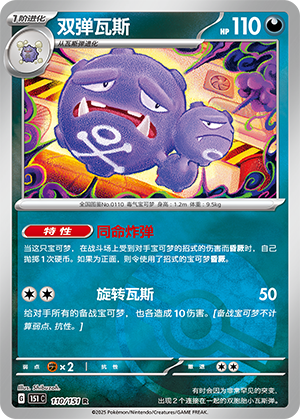 1阶进化
双弹瓦斯
HP 110
从瓦斯弹进化
全国图鉴No.0110 毒气宝可梦 身高：1.2m 体重：9.5kg
特性 同命炸弹
当这只宝可梦，在战斗场上受到对手宝可梦的招式的伤害而昏厥时，自己
抛1次硬币。如果为正面，则令使用了招式的宝可梦昏厥。
旋转瓦斯 50
给对手所有的备战宝可梦，也各造成10伤害。[备战宝可梦不计
算弱点、抗性。]
弱点 ×2 抗性 撤退
Illus. Shibuzoh.
G 151 C 110/151 R
有时会因为非常罕见的突变，
出现2个连接在一起的双胞胎小瓦斯弹。
©2025 Pokémon/Nintendo/Creatures/GAME FREAK.